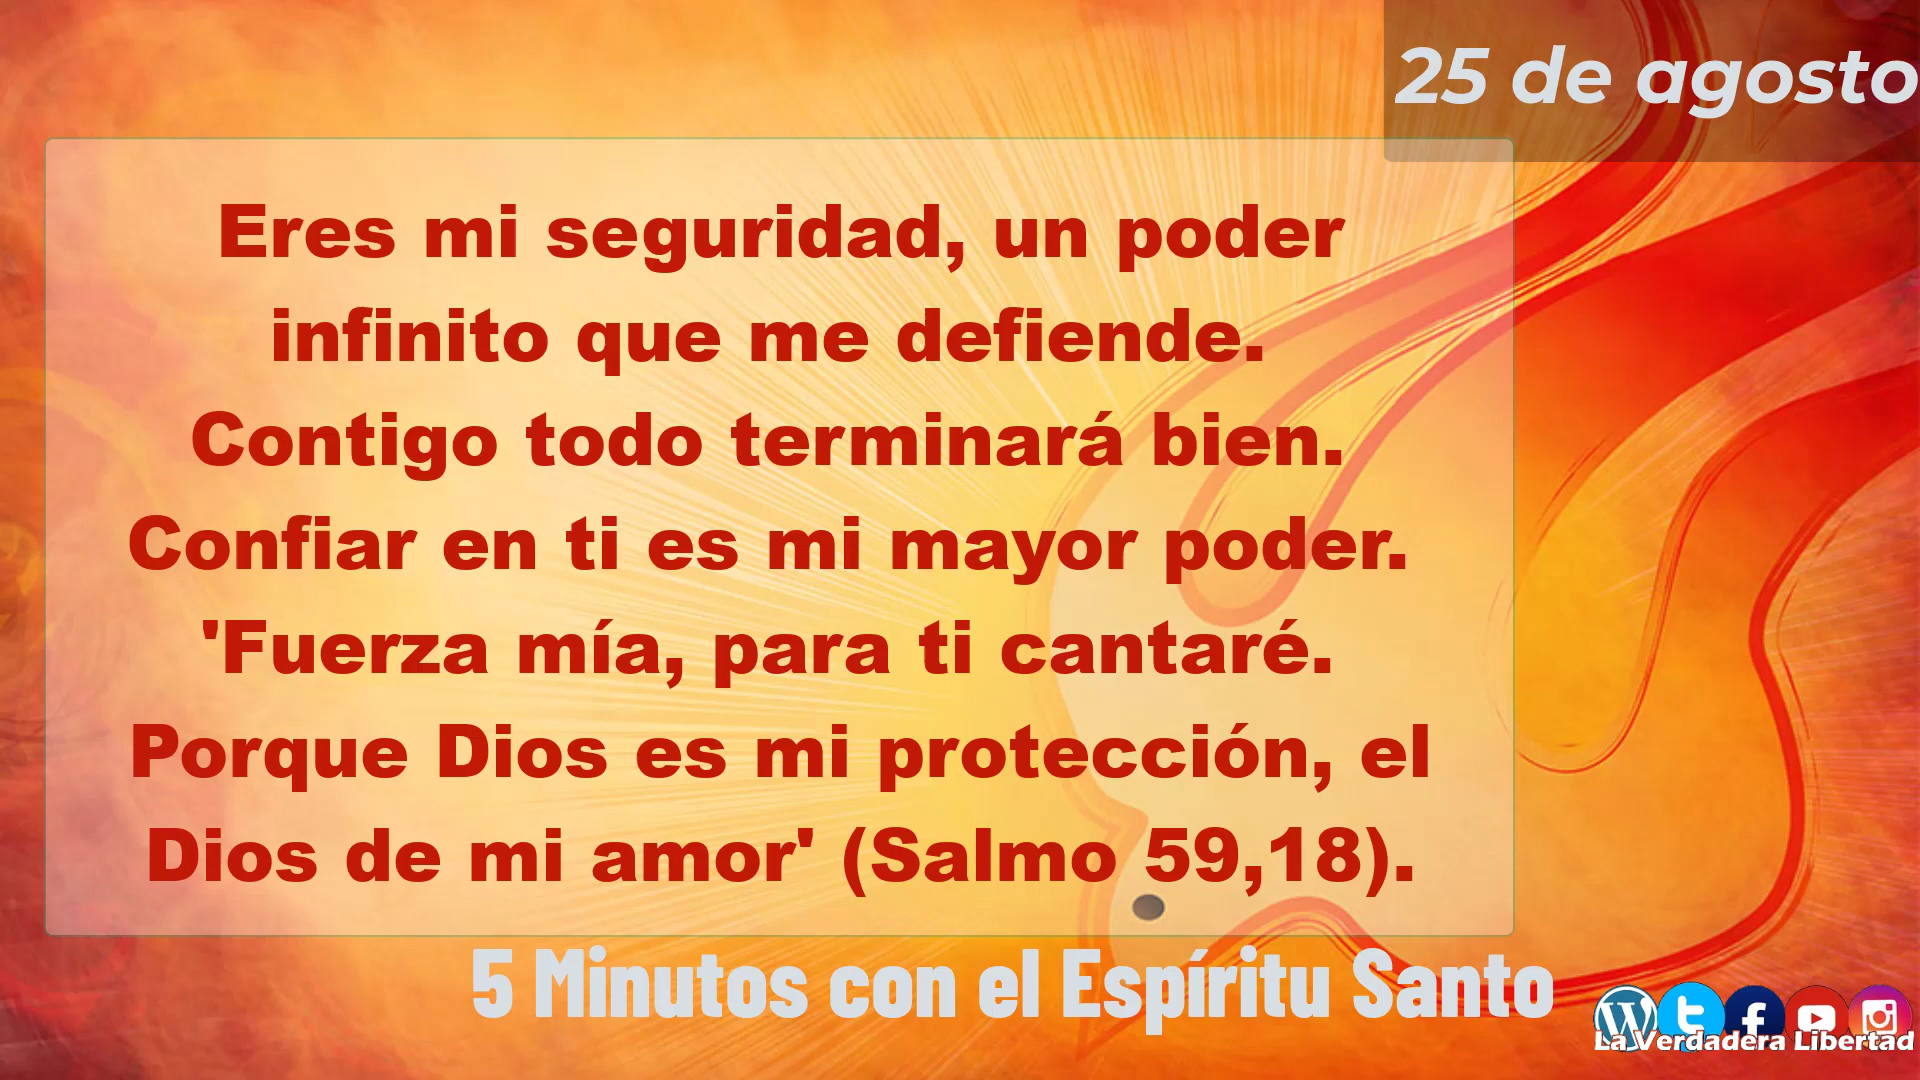 25 de agosto
Eres mi seguridad, un poder
infinito que me defiende.
Contigo todo terminará bien.
Confiar en ti es mi mayor poder.
'Fuerza mía, para ti cantaré.
Porque Dios es mi protección, el
Dios de mi amor' (Salmo 59,18).
5 Minutos con el Espíritu Santo
La Verdadera Libertad